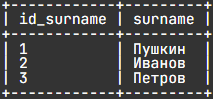 +------------+---------+
| id_surname | surname |
+------------+---------+
| 1          | Пушкин  |
| 2          | Иванов  |
| 3          | Петров  |
+------------+---------+